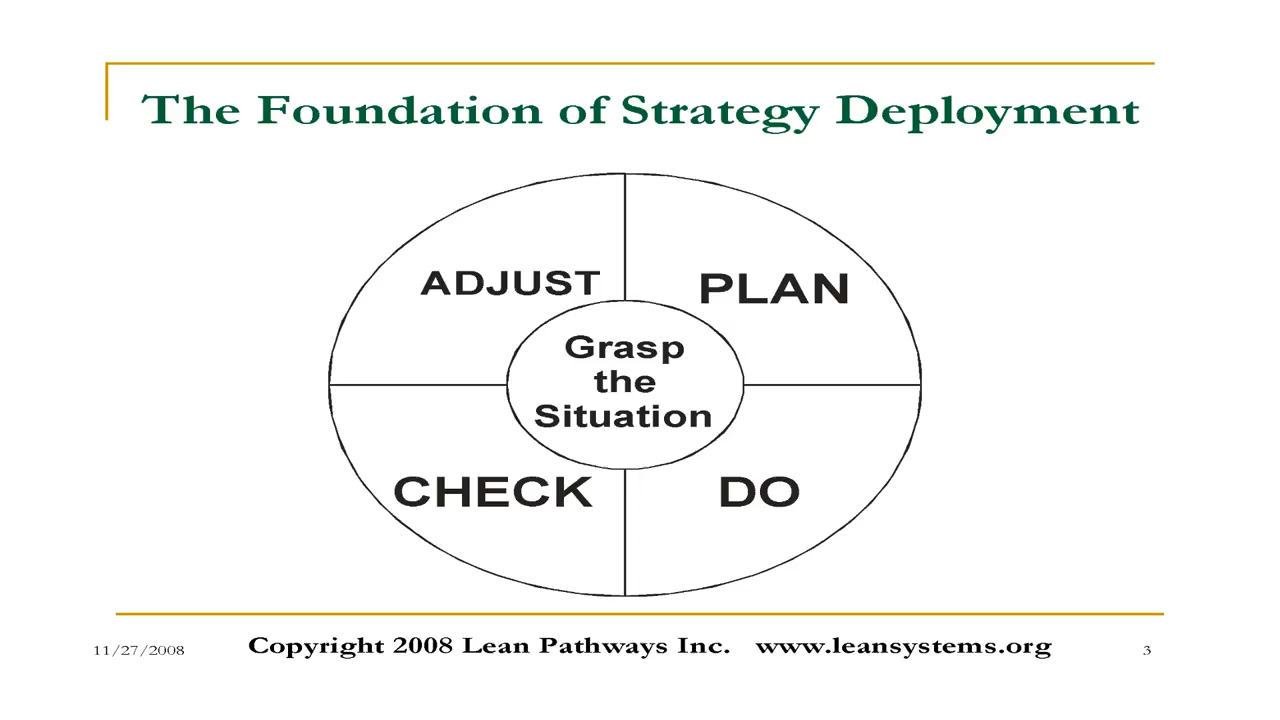 The Foundation of Strategy Deployment
ADJUST
PLAN
Grasp
the
Situation
CHECK
DO
11/27/2008
Copyright 2008 Lean Pathways Inc.   www.leansystems.org
3